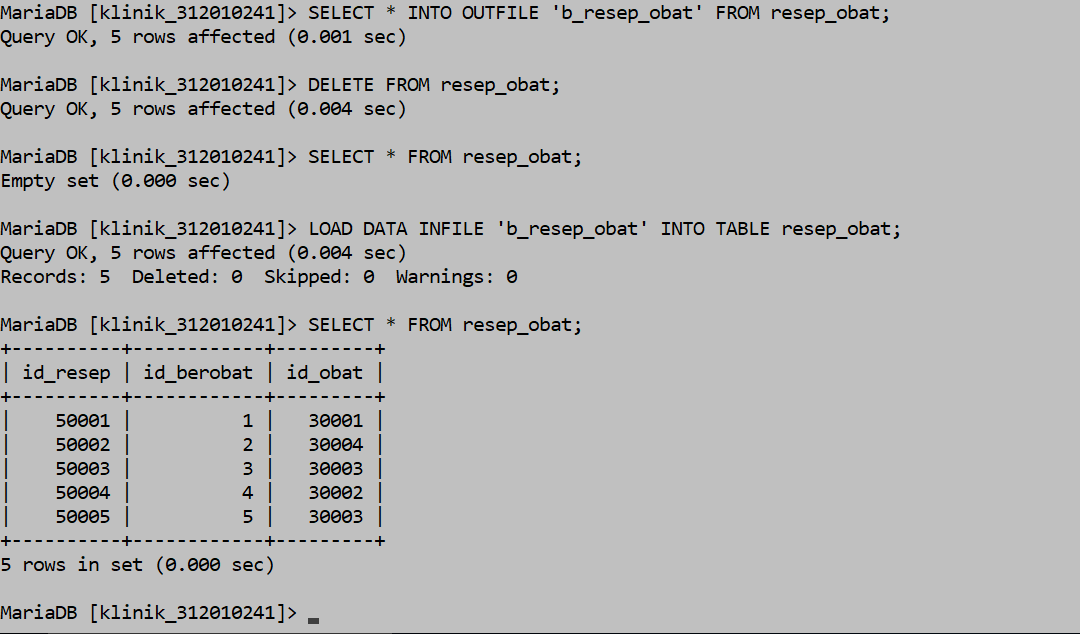 MariaDB [klinik_312010241]> SELECT * INTO OUTFILE 'b_resep_obat' FROM resep_obat;
Query OK, 5 rows affected (0.001 sec)

MariaDB [klinik_312010241]> DELETE FROM resep_obat;
Query OK, 5 rows affected (0.004 sec)

MariaDB [klinik_312010241]> SELECT * FROM resep_obat;
Empty set (0.000 sec)

MariaDB [klinik_312010241]> LOAD DATA INFILE 'b_resep_obat' INTO TABLE resep_obat;
Query OK, 5 rows affected (0.004 sec)
Records: 5  Deleted: 0  Skipped: 0  Warnings: 0

MariaDB [klinik_312010241]> SELECT * FROM resep_obat;
+----------+------------+---------+
| id_resep | id_berobat | id_obat |
+----------+------------+---------+
|    50001 |          1 |   30001 |
|    50002 |          2 |   30004 |
|    50003 |          3 |   30003 |
|    50004 |          4 |   30002 |
|    50005 |          5 |   30003 |
+----------+------------+---------+
5 rows in set (0.000 sec)

MariaDB [klinik_312010241]>